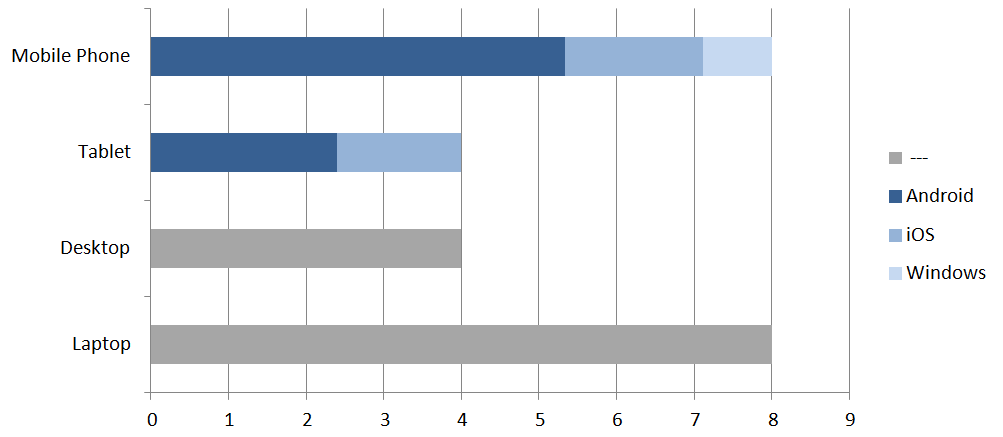 Mobile Phone
Tablet
Desktop
Laptop
0 1 2 3 4 5 6 7 8 9
---
Android
iOS
Windows